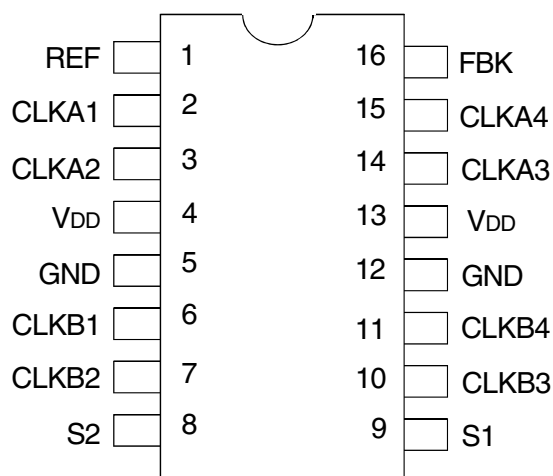 REF 1 16 FBK
CLKA1 2 15 CLKA4
CLKA2 3 14 CLKA3
VDD 4 13 VDD
GND 5 12 GND
CLKB1 6 11 CLKB4
CLKB2 7 10 CLKB3
S2 8 9 S1